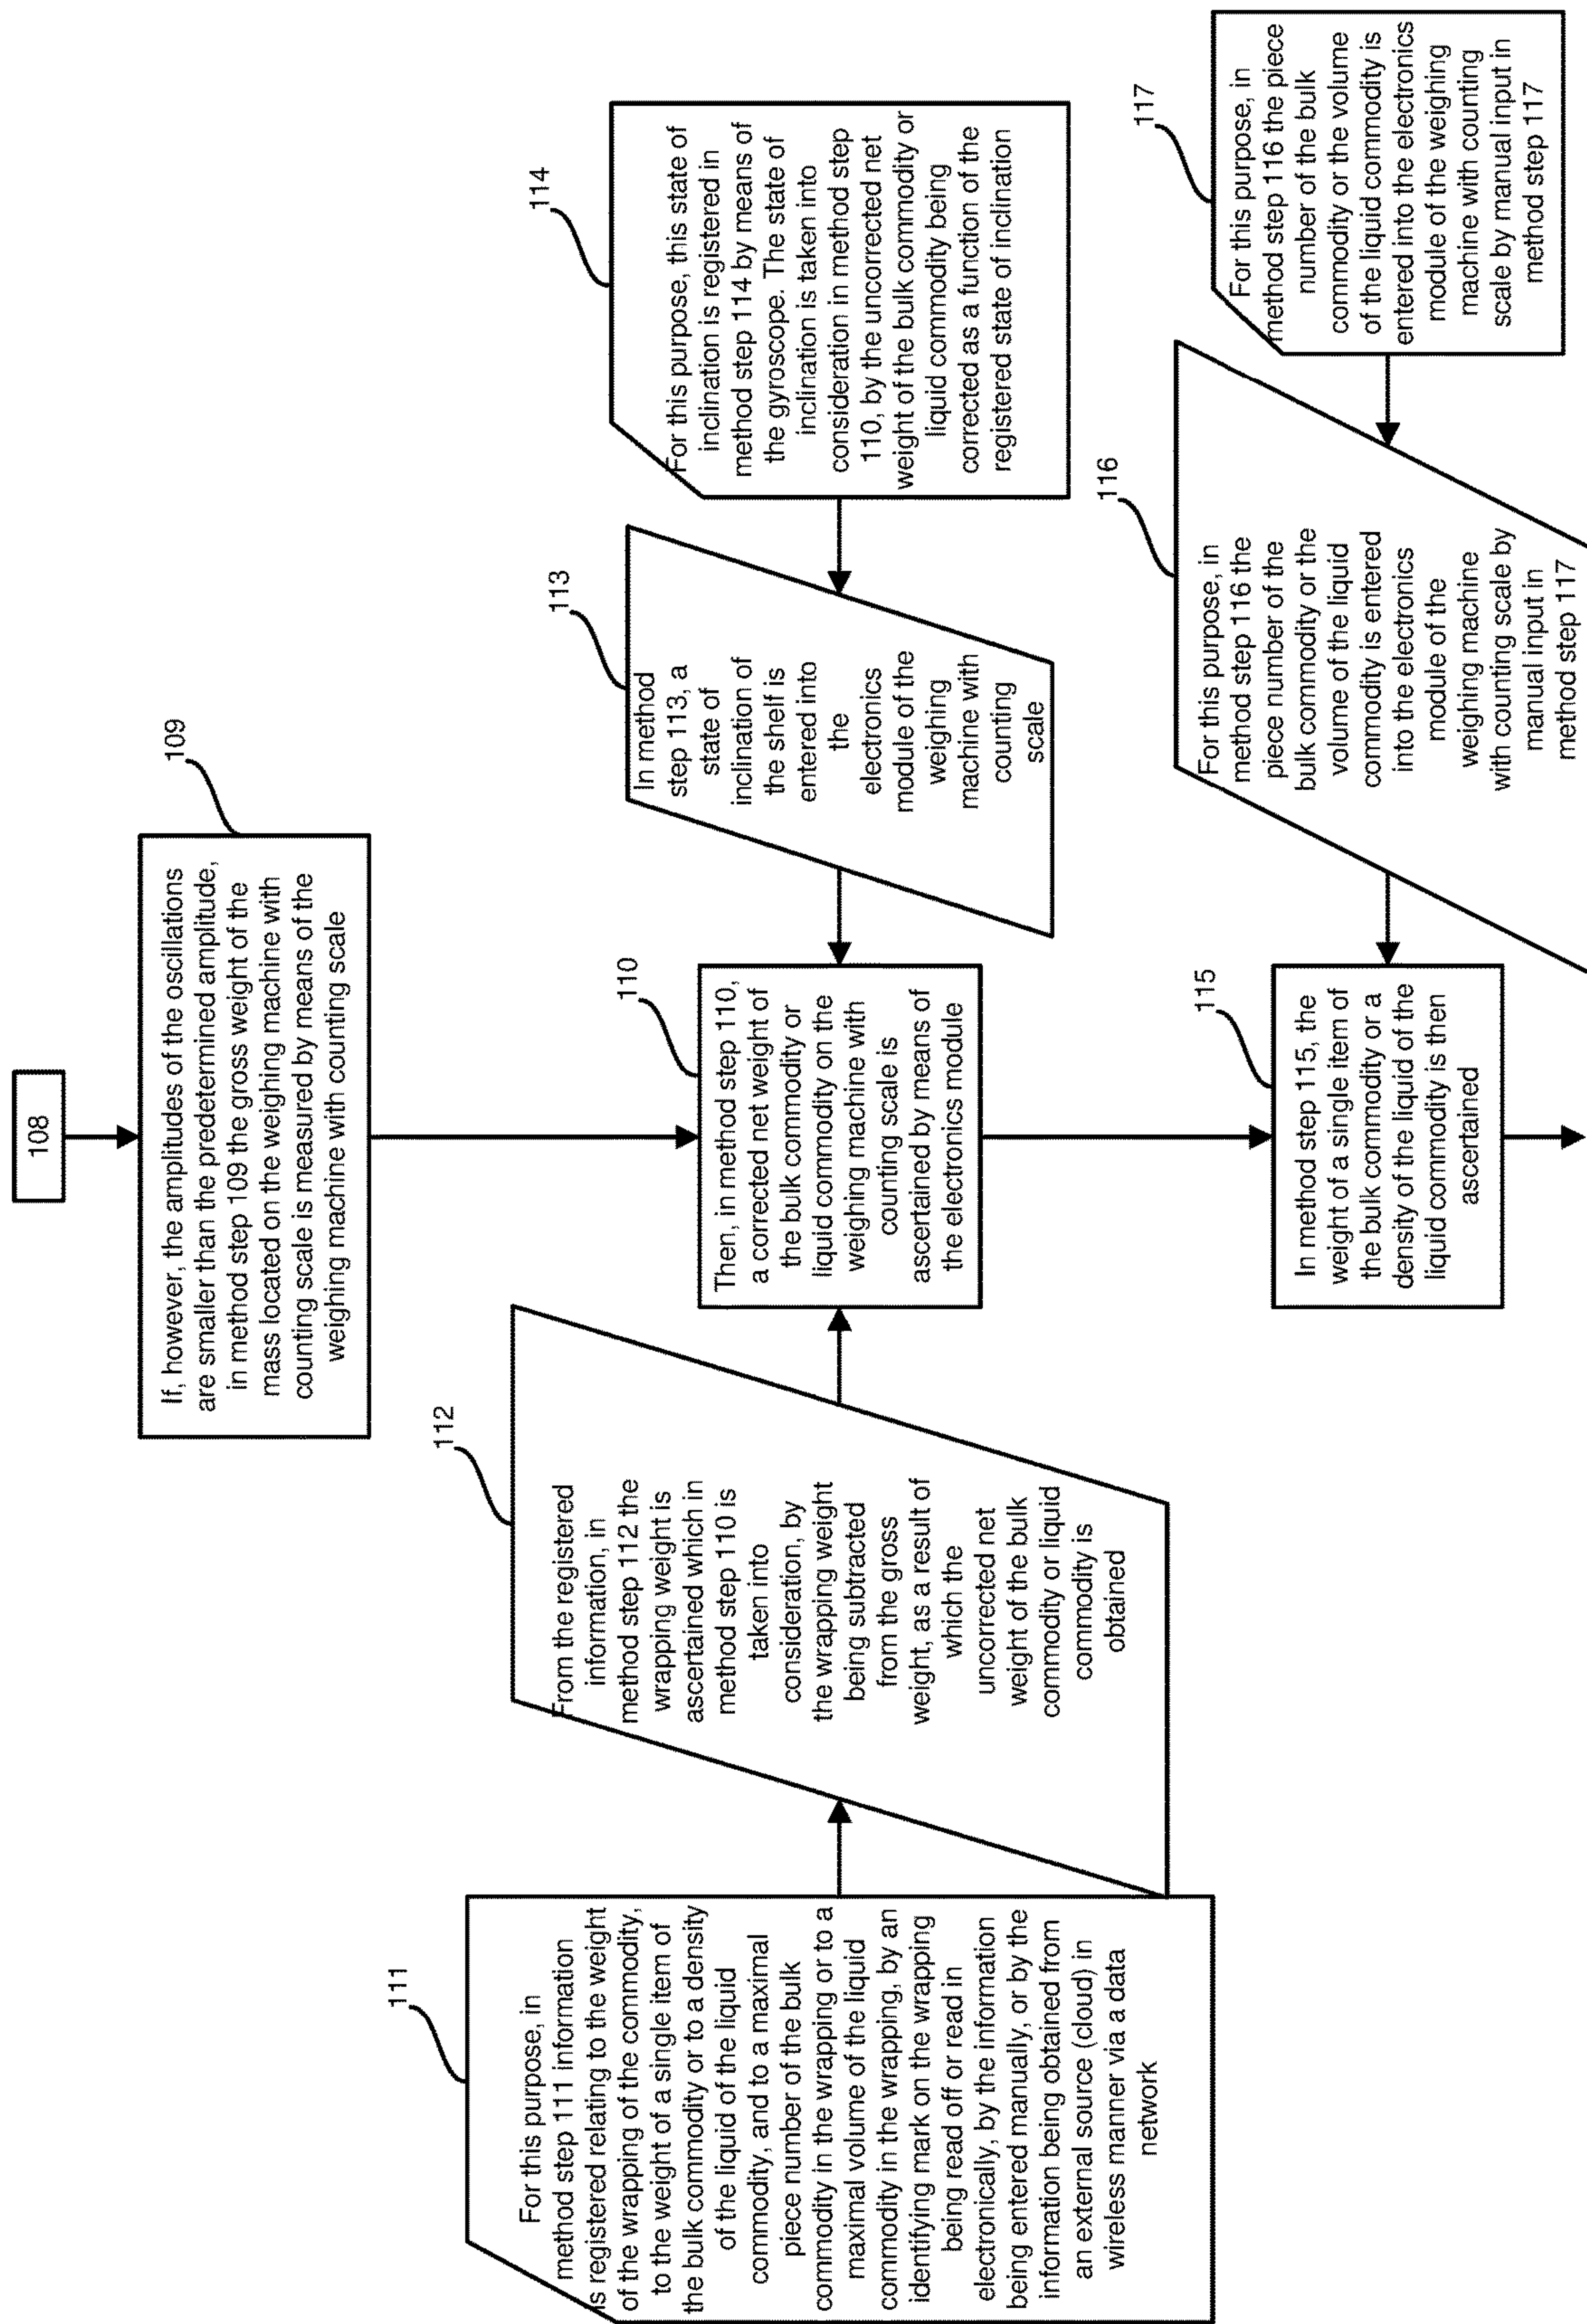 108
109
If, however, the amplitudes of the oscillations
are smaller than the predetermined amplitude,
in method step 109 the gross weight of the
mass located on the weighing machine with
counting scale is measured by means of the
weighing machine with counting scale
111
For this purpose, in
method step 111 information
is registered relating to the weight
of the wrapping of the commodity,
to the weight of a single item of
the bulk commodity or to a density
of the liquid of the liquid
commodity, and to a maximal
piece number of the bulk
commodity in the wrapping or to a
maximal volume of the liquid
commodity in the wrapping, by an
identifying mark on the wrapping
being read off or read in
electronically, by the information
being entered manually, or by the
information being obtained from
an external source (cloud) in
wireless manner via a data
network
112
From the registered
information, in
method step 112 the
wrapping weight is
ascertained which in
method step 110 is
taken into
consideration, by
the wrapping weight
being subtracted
from the gross
weight, as a result of
which the
uncorrected net
weight of the bulk
commodity or liquid
commodity is
obtained
110
Then, in method step 110,
a corrected net weight of
the bulk commodity or
liquid commodity on the
weighing machine with
counting scale is
ascertained by means of
the electronics module
113
In method
step 113, a
state of
inclination of
the shelf is
entered into
the
electronics
module of the
weighing
machine with
counting
scale
114
For this purpose, this state of
inclination is registered in
method step 114 by means of
the gyroscope. The state of
inclination is taken into
consideration in method step
110, by the uncorrected net
weight of the bulk commodity or
liquid commodity being
corrected as a function of the
registered state of inclination
115
In method step 115, the
weight of a single item of
the bulk commodity or a
density of the liquid of the
liquid commodity is then
ascertained
116
For this purpose, in
method step 116 the
piece number of the
bulk commodity or the
volume of the liquid
commodity is entered
into the electronics
module of the
weighing machine
with counting scale by
manual input in
method step 117
117
For this purpose, in
method step 116 the piece
number of the bulk
commodity or the volume
of the liquid commodity is
entered into the electronics
module of the weighing
machine with counting
scale by manual input in
method step 117